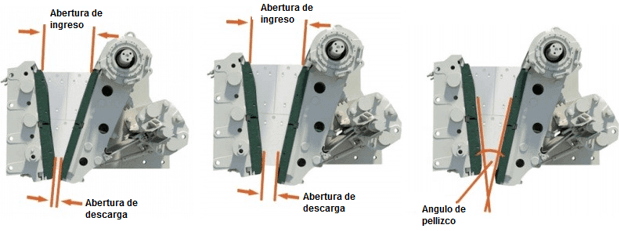 Abertura de
ingreso
Abertura de
descarga
Abertura de
ingreso
Abertura de
descarga
Angulo de
pellizco